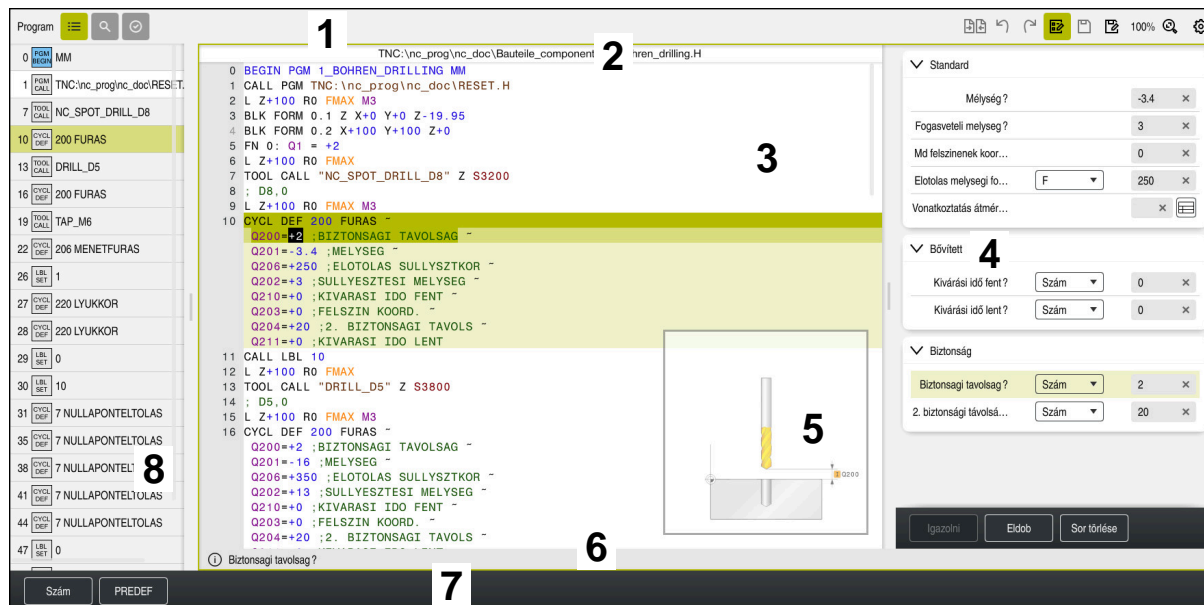 Program
100%
0 PGM BEGIN MM
1 PGM CALL TNC:\nc_prog\nc_doc\RESET.
7 TOOL CALL NC_SPOT_DRILL_D8
10 CYCL DEF 200 FURAS
13 TOOL CALL DRILL_D5
16 CYCL DEF 200 FURAS
19 TOOL CALL TAP_M6
22 CYCL DEF 206 MENETFURAS
26 LBL SET 1
27 CYCL DEF 220 LYUKKOR
28 CYCL DEF 220 LYUKKOR
29 LBL SET 0
30 LBL SET 10
31 CYCL DEF 7 NULLAPONTELTOLAS
35 CYCL DEF 7 NULLAPONTELTOLAS
38 CYCL DEF 7 NULLAPONTEL
41 CYCL DEF 7 NULLAPONTELTOLAS
44 CYCL DEF 7 NULLAPONTELTOLAS
47 LBL SET 0
8
1
2
TNC:\nc_prog\nc_doc\Bauteile_component hren_drilling.H
0 BEGIN PGM 1_BOHREN_DRILLING MM
1 CALL PGM TNC:\nc_prog\nc_doc\RESET.H
2 L Z+100 R0 FMAX M3
3 BLK FORM 0.1 Z X+0 Y+0 Z-19.95
4 BLK FORM 0.2 X+100 Y+100 Z+0
5 FN 0: Q1 = +2
6 L Z+100 R0 FMAX
7 TOOL CALL "NC_SPOT_DRILL_D8" Z S3200
8 ; D8,0
9 L Z+100 R0 FMAX M3
10 CYCL DEF 200 FURAS ~
Q200=+2 ;BIZTONSAGI TAVOLSAG ~
Q201=-3.4 ;MELYSEG ~
Q206=+250 ;ELOTOLAS SULLYSZTKOR ~
Q202=+3 ;SULLYESZTESI MELYSEG ~
Q210=+0 ;KIVARASI IDO FENT ~
Q203=+0 ;FELSZIN KOORD. ~
Q204=+20 ;2. BIZTONSAGI TAVOLS ~
Q211=+0 ;KIVARASI IDO LENT
11 CALL LBL 10
12 L Z+100 R0 FMAX
13 TOOL CALL "DRILL_D5" Z S3800
14 ; D5,0
15 L Z+100 R0 FMAX M3
16 CYCL DEF 200 FURAS ~
Q200=+2 ;BIZTONSAGI TAVOLSAG ~
Q201=-16 ;MELYSEG ~
Q206=+350 ;ELOTOLAS SULLYSZTKOR ~
Q202=+13 ;SULLYESZTESI MELYSEG ~
Q210=+0 ;KIVARASI IDO FENT ~
Q203=+0 ;FELSZIN KOORD. ~
Q204=+20 ;2. BIZTONSAGI TAVOLS ~
3
5
Q200
6
Biztonsagi tavolsag?
Standard
Mélység? -3.4 ×
Fogasveteli melyseg? 3 ×
Md felszinenek koor... 0 ×
Elotolas melysegi fo... F 250 ×
Vonatkoztatás átmér... ×
Bővített
4
Kivárási idő fent? Szám 0 ×
Kivárási idő lent? Szám 0 ×
Biztonság
Biztonsagi tavolsag? Szám 2 ×
2. biztonsági távolsá... Szám 20 ×
Igazolni Eldob Sor törlése
Szám PREDEF
7